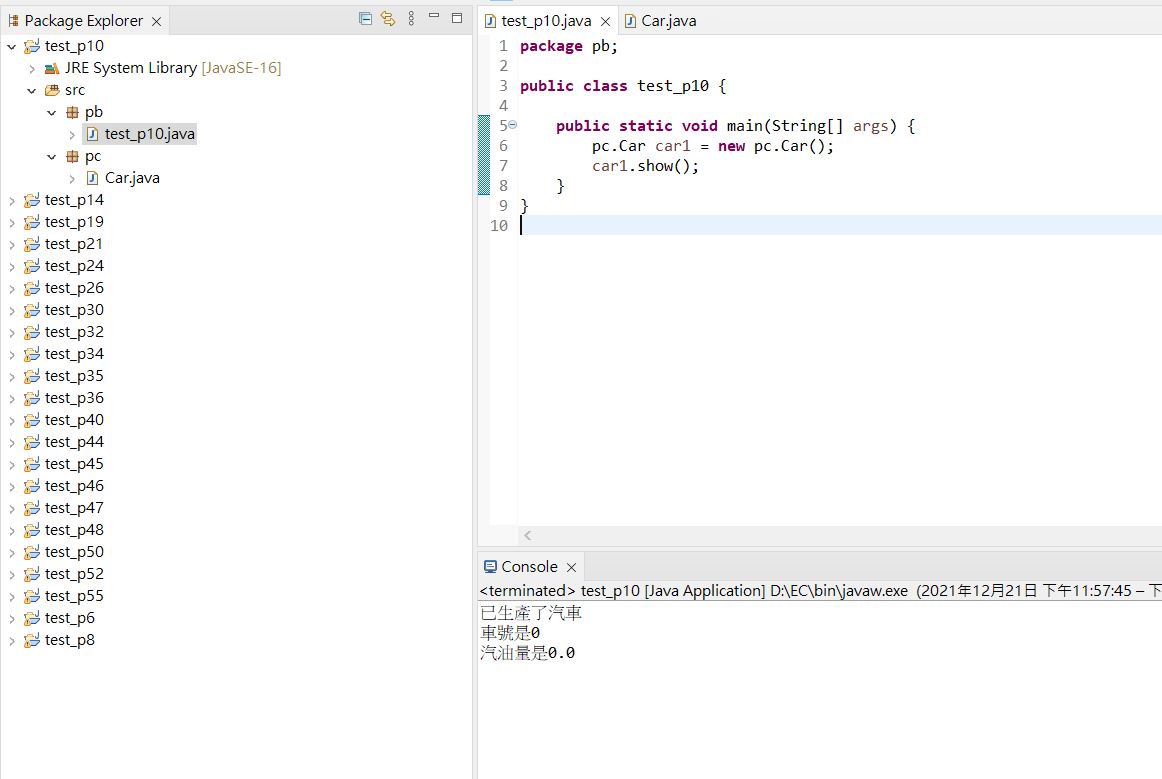 Package Explorer
test_p10
JRE System Library [JavaSE-16]
src
pb
test_p10.java
pc
Car.java
test_p14
test_p19
test_p21
test_p24
test_p26
test_p30
test_p32
test_p34
test_p35
test_p36
test_p40
test_p44
test_p45
test_p46
test_p47
test_p48
test_p50
test_p52
test_p55
test_p6
test_p8
test_p10.java Car.java
1 package pb;
2
3 public class test_p10 {
4
5 public static void main(String[] args) {
6 pc.Car car1 = new pc.Car();
7 car1.show();
8 }
9 }
10
Console
<terminated> test_p10 [Java Application] D:\EC\bin\javaw.exe (2021年12月21日 下午11:57:45 – 下
已生產了汽車
車號是0
汽油量是0.0